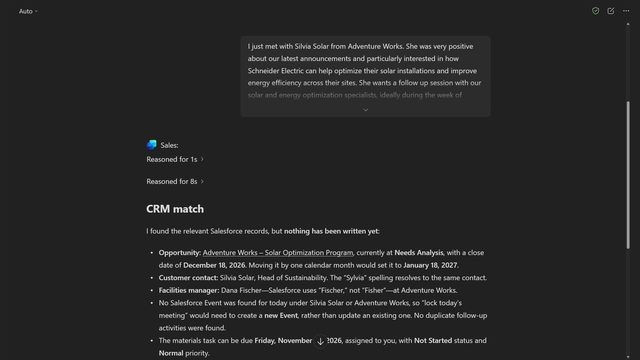 Auto
I just met with Silvia Solar from Adventure Works. She was very positive
about our latest announcements and particularly interested in how
Schneider Electric can help optimize their solar installations and improve
energy efficiency across their sites. She wants a follow up session with our
solar and energy optimization specialists, ideally during the week of
Sales:
Reasoned for 1s
Reasoned for 8s
CRM match
I found the relevant Salesforce records, but nothing has been written yet:
• Opportunity: Adventure Works – Solar Optimization Program, currently at Needs Analysis, with a close
date of December 18, 2026. Moving it by one calendar month would set it to January 18, 2027.
• Customer contact: Silvia Solar, Head of Sustainability. The “Sylvia” spelling resolves to the same contact.
• Facilities manager: Dana Fischer—Salesforce uses “Fischer,” not “Fisher”—at Adventure Works.
• No Salesforce Event was found for today under Silvia Solar or Adventure Works, so “lock today’s
meeting” would need to create a new Event, rather than update an existing one. No duplicate follow-up
activities were found.
• The materials task can be due Friday, November 2026, assigned to you, with Not Started status and
Normal priority.